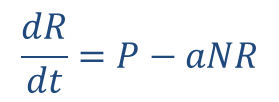 dR/dt = P − aNR